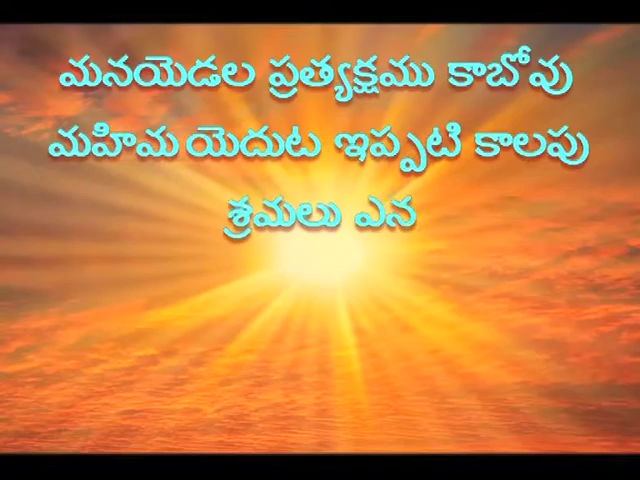 మనయెడల ప్రత్యక్షము కాబోవు
మహిమ యెదుట ఇప్పటి కాలపు
శ్రమలు ఎన